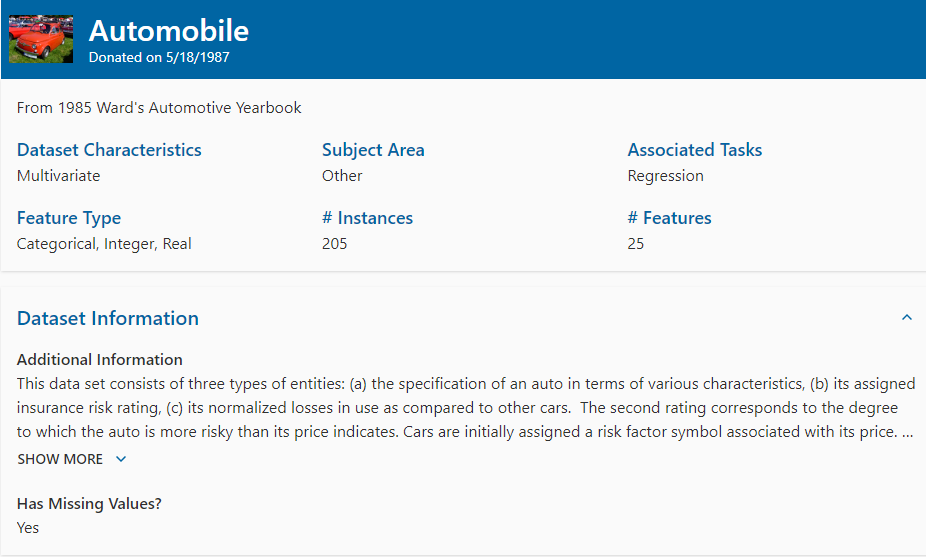 Automobile
Donated on 5/18/1987
From 1985 Ward's Automotive Yearbook
Dataset Characteristics
Subject Area
Associated Tasks
Multivariate
Other
Regression
Feature Type
# Instances
# Features
Categorical, Integer, Real
205
25
Dataset Information
Additional Information
This data set consists of three types of entities: (a) the specification of an auto in terms of various characteristics, (b) its assigned
insurance risk rating, (c) its normalized losses in use as compared to other cars.  The second rating corresponds to the degree
to which the auto is more risky than its price indicates. Cars are initially assigned a risk factor symbol associated with its price. ...
SHOW MORE
Has Missing Values?
Yes